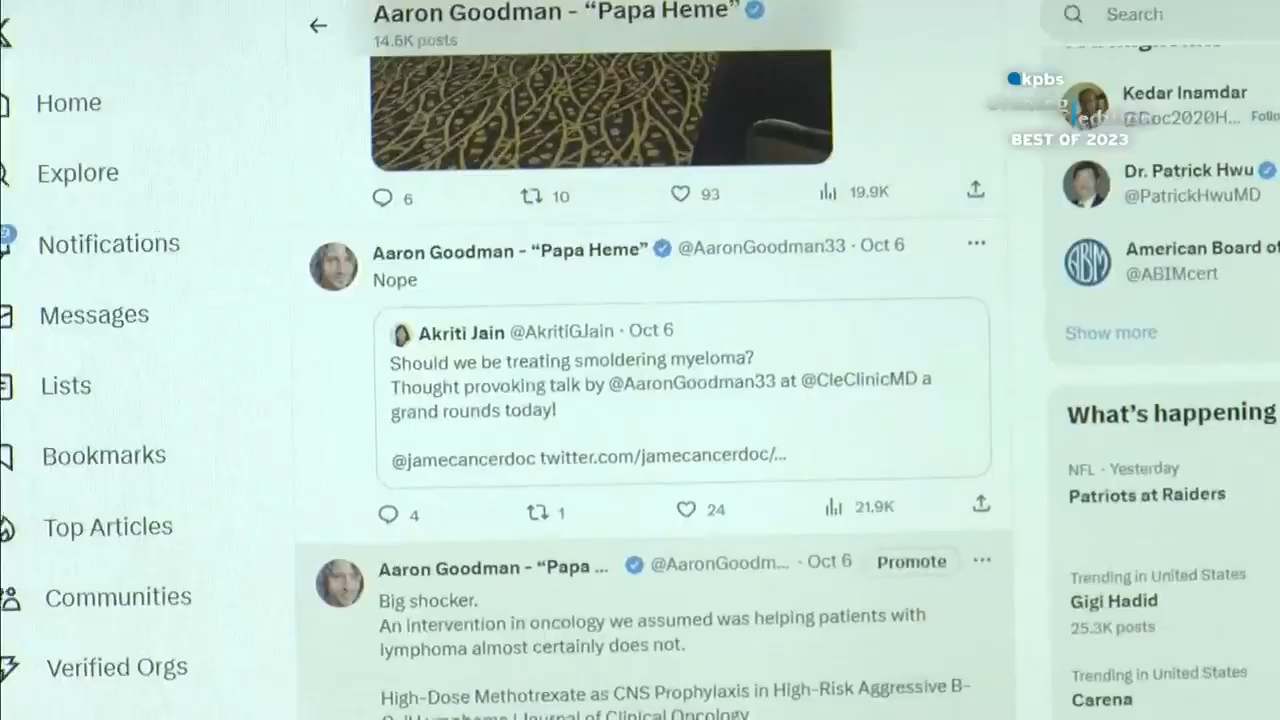 Aaron Goodman - “Papa Heme”
14.6K posts
Search
Home
Explore
Notifications
Messages
Lists
Bookmarks
Top Articles
Communities
Verified Orgs
6
10
93
19.9K
Aaron Goodman - “Papa Heme” @AaronGoodman33 · Oct 6
Nope
Akriti Jain @AkritiGJain · Oct 6
Should we be treating smoldering myeloma?
Thought provoking talk by @AaronGoodman33 at @CleClinicMD a
grand rounds today!
@jamecancerdoc twitter.com/jamecancerdoc/...
4
1
24
21.9K
Aaron Goodman - “Papa ... @AaronGoodm... · Oct 6 Promote
Big shocker.
An intervention in oncology we assumed was helping patients with
lymphoma almost certainly does not.
High-Dose Methotrexate as CNS Prophylaxis in High-Risk Aggressive B-
Journal of Clinical Oncology
kpbs
BEST OF 2023
Kedar Inamdar
Dr. Patrick Hwu
@PatrickHwuMD
American Board of
@ABIMcert
Show more
What’s happening
NFL · Yesterday
Patriots at Raiders
Trending in United States
Gigi Hadid
25.3K posts
Trending in United States
Carena